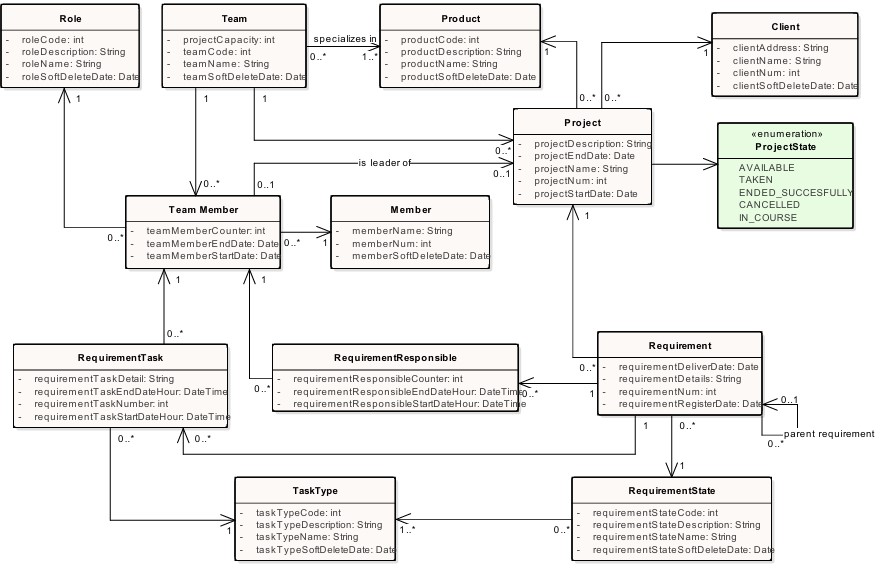 Role
- roleCode: int
- roleDescription: String
- roleName: String
- roleSoftDeleteDate: Date
Team
- projectCapacity: int
- teamCode: int
- teamName: String
- teamSoftDeleteDate: Date
specializes in
0..*
1..*
Product
- productCode: int
- productDescription: String
- productName: String
- productSoftDeleteDate: Date
Client
- clientAddress: String
- clientName: String
- clientNum: int
- clientSoftDeleteDate: Date
1
1
1
1
1
0..*
0..*
Project
- projectDescription: String
- projectEndDate: Date
- projectName: String
- projectNum: int
- projectStartDate: Date
«enumeration»
ProjectState
AVAILABLE
TAKEN
ENDED_SUCCESFULLY
CANCELLED
IN_COURSE
0..*
is leader of
0..1
0..*
0..1
Team Member
- teamMemberCounter: int
- teamMemberEndDate: Date
- teamMemberStartDate: Date
0..*
0..*
1
Member
- memberName: String
- memberNum: int
- memberSoftDeleteDate: Date
1
1
1
0..*
RequirementTask
- requirementTaskDetail: String
- requirementTaskEndDateHour: DateTime
- requirementTaskNumber: int
- requirementTaskStartDateHour: DateTime
RequirementResponsible
- requirementResponsibleCounter: int
- requirementResponsibleEndDateHour: DateTime
- requirementResponsibleStartDateHour: DateTime
0..*
0..*
1
0..*
Requirement
- requirementDeliverDate: Date
- requirementDetails: String
- requirementNum: int
- requirementRegisterDate: Date
0..1
parent requirement
0..*
0..*
0..*
1
0..*
1
TaskType
- taskTypeCode: int
- taskTypeDescription: String
- taskTypeName: String
- taskTypeSoftDeleteDate: Date
1
1..*
0..*
RequirementState
- requirementStateCode: int
- requirementStateDescription: String
- requirementStateName: String
- requirementStateSoftDeleteDate: Date